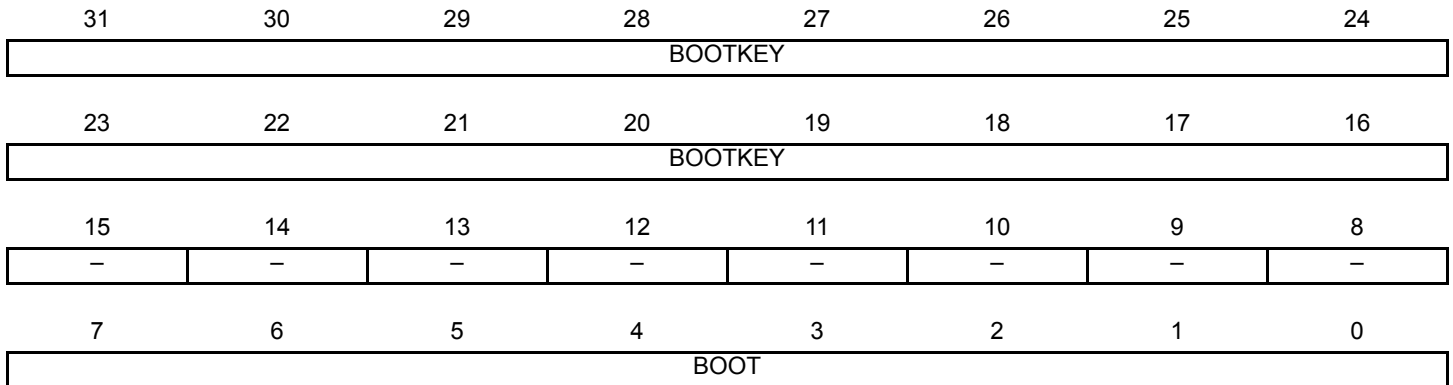 31 30 29 28 27 26 25 24
BOOTKEY
23 22 21 20 19 18 17 16
BOOTKEY
15 14 13 12 11 10 9 8
– – – – – – – –
7 6 5 4 3 2 1 0
BOOT